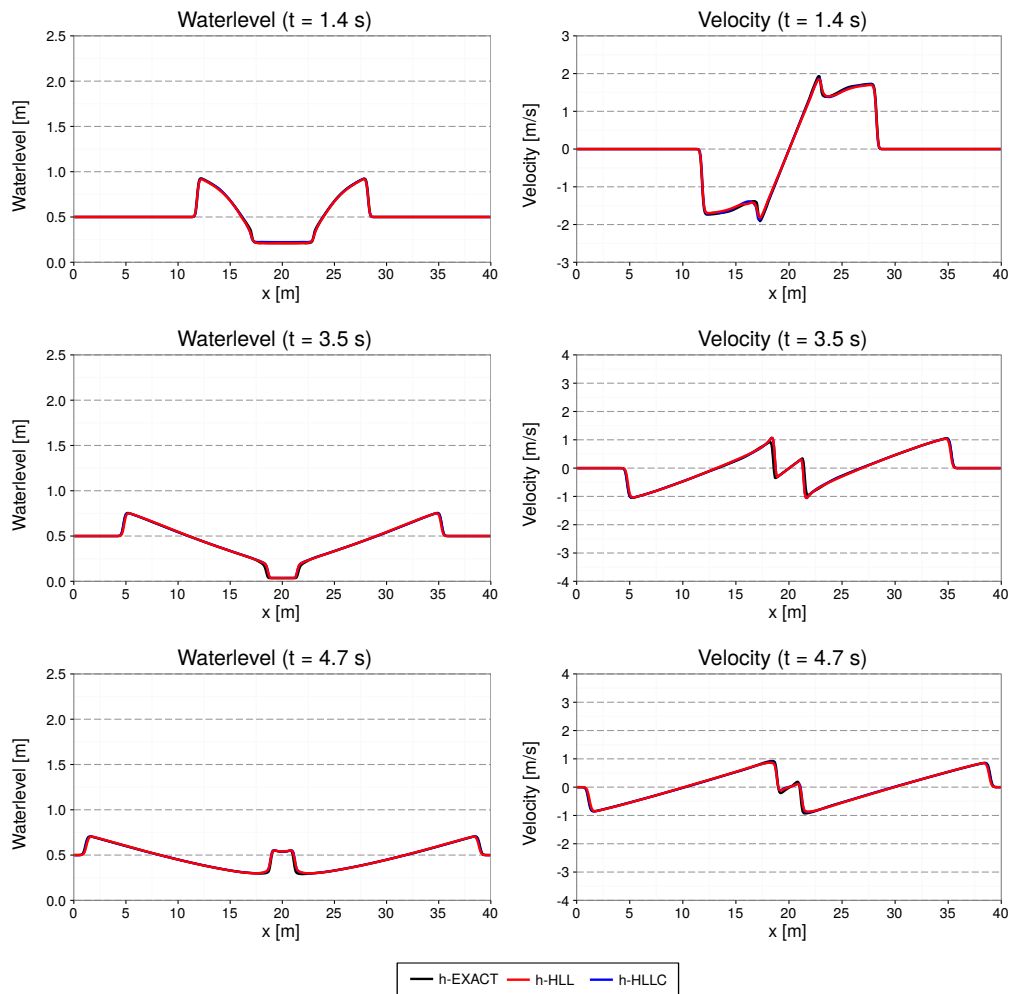 Waterlevel (t = 1.4 s)
2.5
2.0
1.5
1.0
0.5
0.0
Waterlevel [m]
0 5 10 15 20 25 30 35 40
x [m]
Velocity (t = 1.4 s)
3
2
1
0
-1
-2
-3
Velocity [m/s]
0 5 10 15 20 25 30 35 40
x [m]
Waterlevel (t = 3.5 s)
2.5
2.0
1.5
1.0
0.5
0.0
Waterlevel [m]
0 5 10 15 20 25 30 35 40
x [m]
Velocity (t = 3.5 s)
4
3
2
1
0
-1
-2
-3
-4
Velocity [m/s]
0 5 10 15 20 25 30 35 40
x [m]
Waterlevel (t = 4.7 s)
2.5
2.0
1.5
1.0
0.5
0.0
Waterlevel [m]
0 5 10 15 20 25 30 35 40
x [m]
Velocity (t = 4.7 s)
4
3
2
1
0
-1
-2
-3
-4
Velocity [m/s]
0 5 10 15 20 25 30 35 40
x [m]
h-EXACT h-HLL h-HLLC